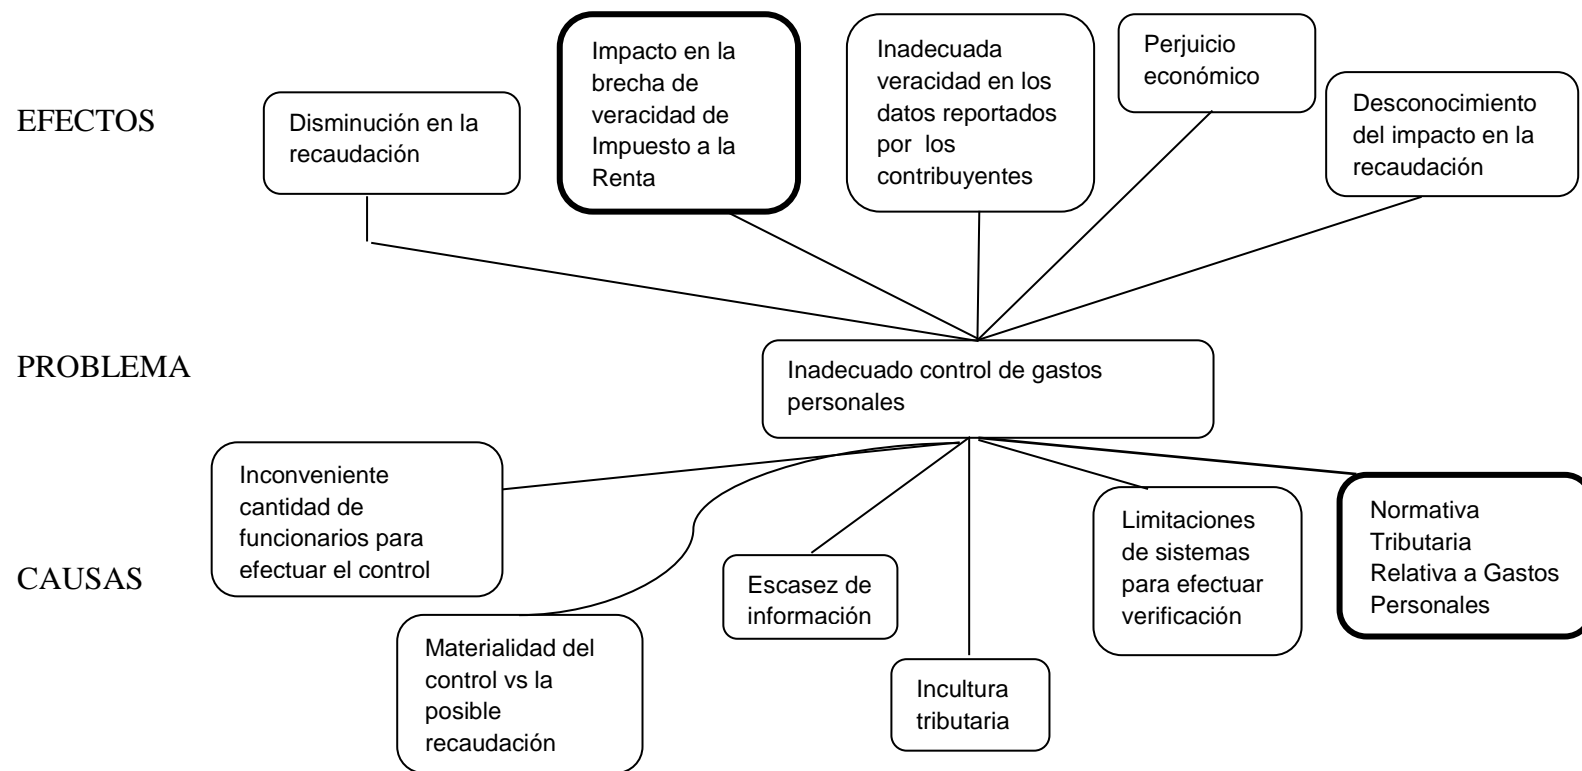 EFECTOS
Disminución en la
recaudación
Impacto en la
brecha de
veracidad de
Impuesto a la
Renta
Inadecuada
veracidad en los
datos reportados
por los
contribuyentes
Perjuicio
económico
Desconocimiento
del impacto en la
recaudación
PROBLEMA
Inadecuado control de gastos
personales
CAUSAS
Inconveniente
cantidad de
funcionarios para
efectuar el control
Materialidad del
control vs la
posible
recaudación
Escasez de
información
Incultura
tributaria
Limitaciones
de sistemas
para efectuar
verificación
Normativa
Tributaria
Relativa a Gastos
Personales